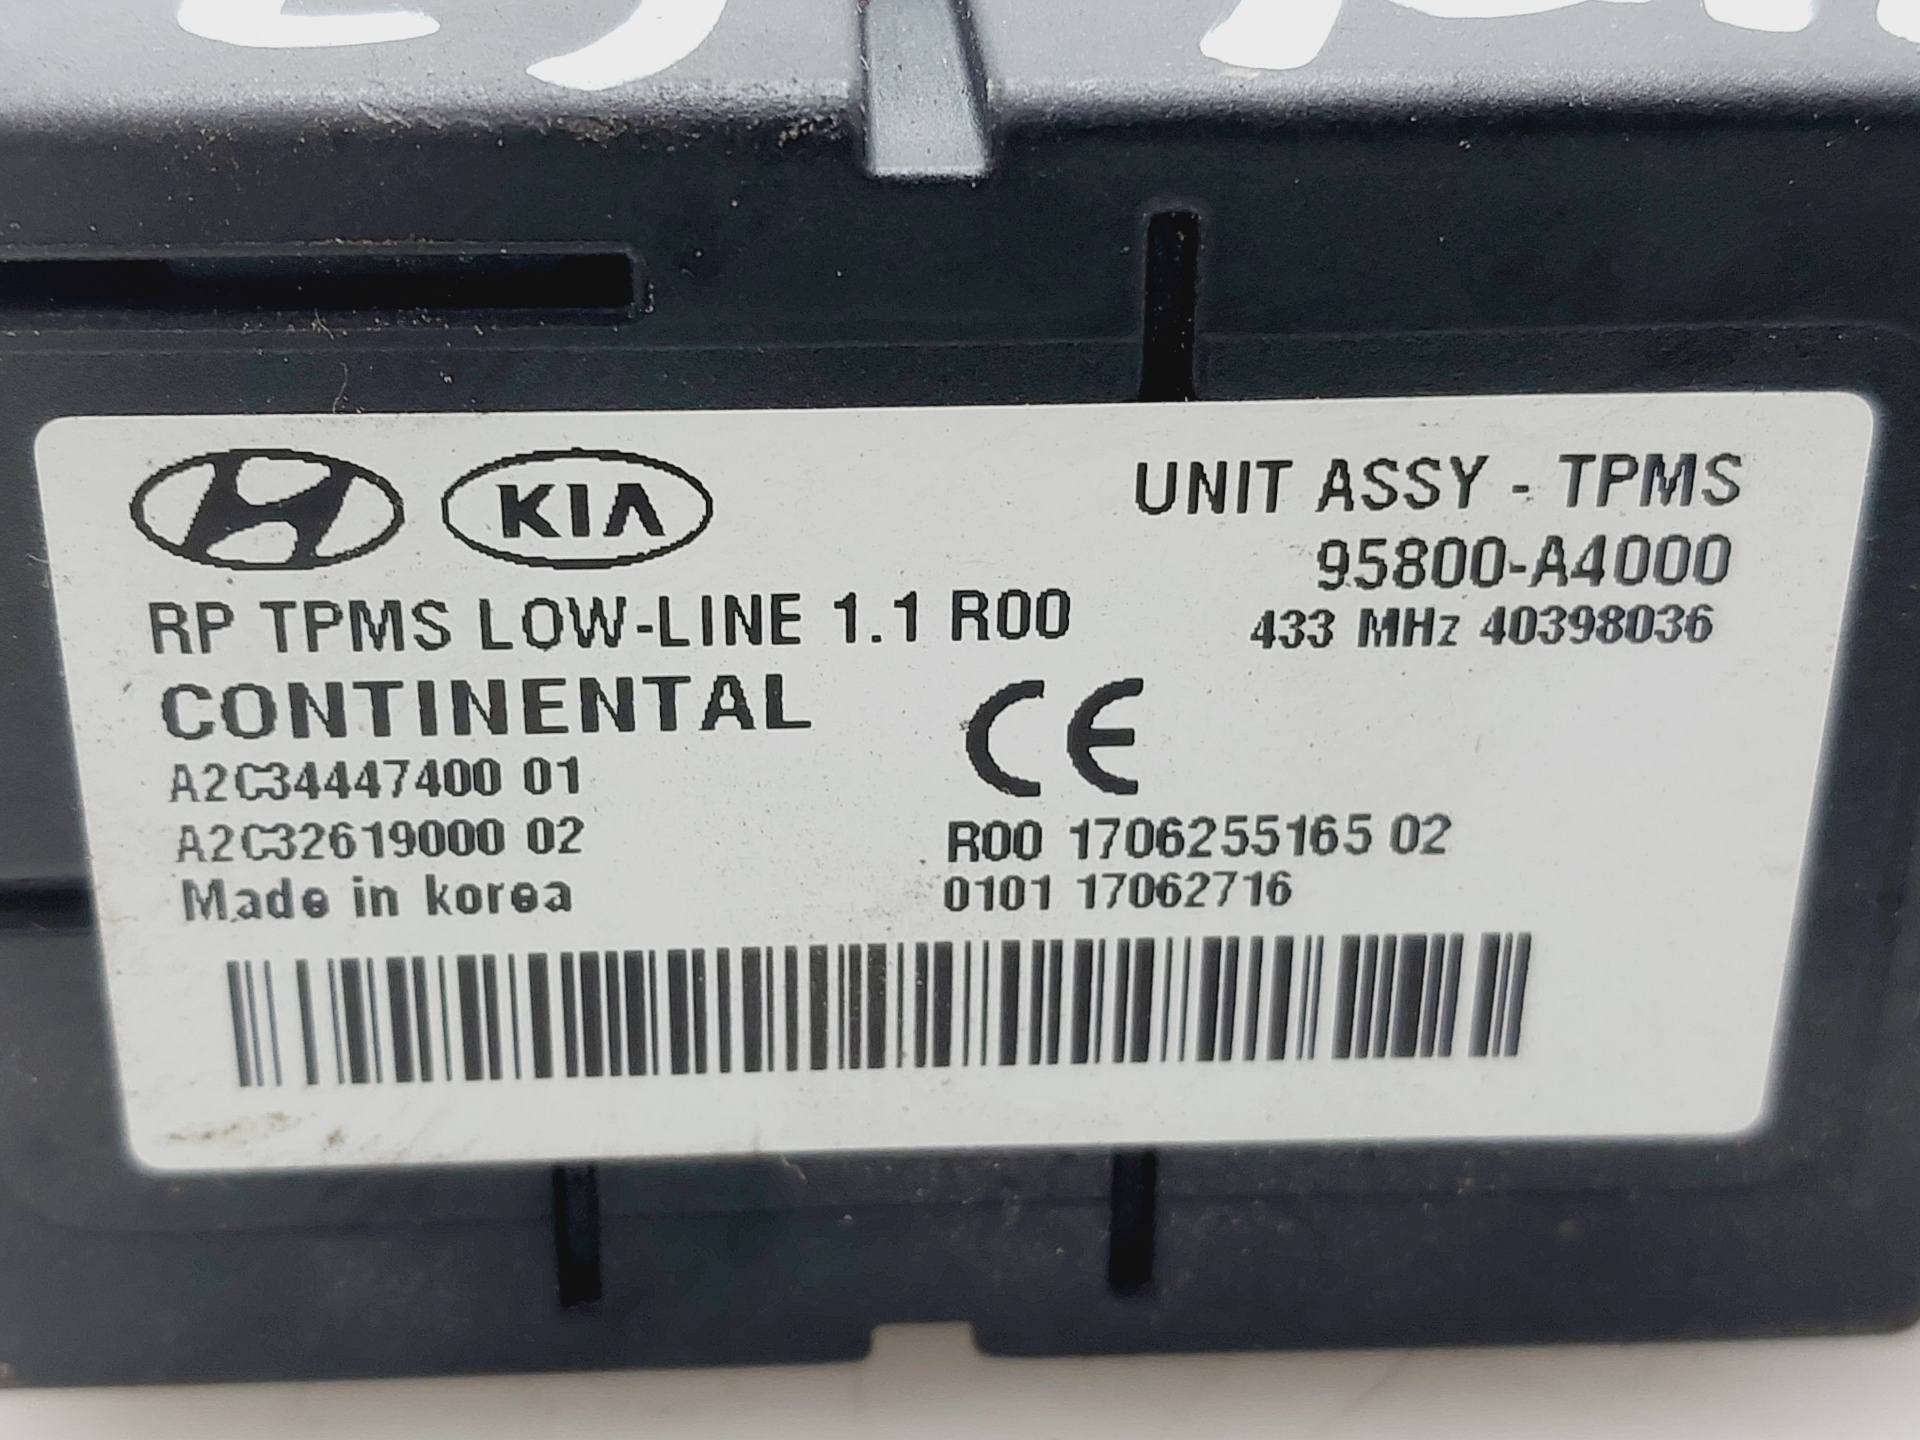 KIA
UNIT ASSY - TPMS
95800-A4000
RP TPMS LOW-LINE 1.1 R00
433 MHz 40398036
CONTINENTAL
CE
A2C34447400 01
A2C32619000 02
R00 1706255165 02
Made in korea
0101 17062716